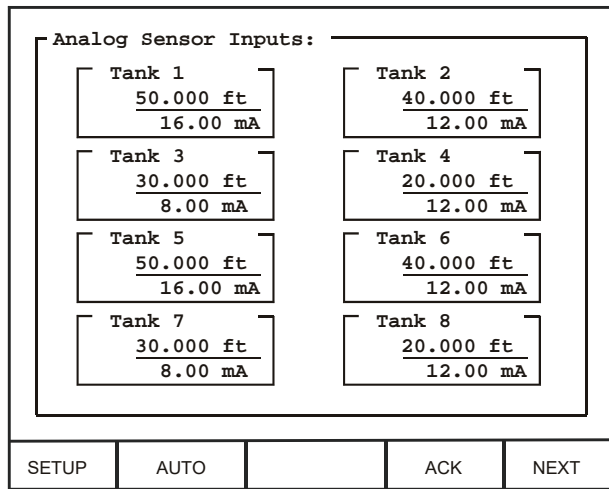 Analog Sensor Inputs:
Tank 1
50.000 ft
16.00 mA
Tank 2
40.000 ft
12.00 mA
Tank 3
30.000 ft
8.00 mA
Tank 4
20.000 ft
12.00 mA
Tank 5
50.000 ft
16.00 mA
Tank 6
40.000 ft
12.00 mA
Tank 7
30.000 ft
8.00 mA
Tank 8
20.000 ft
12.00 mA
SETUP AUTO ACK NEXT